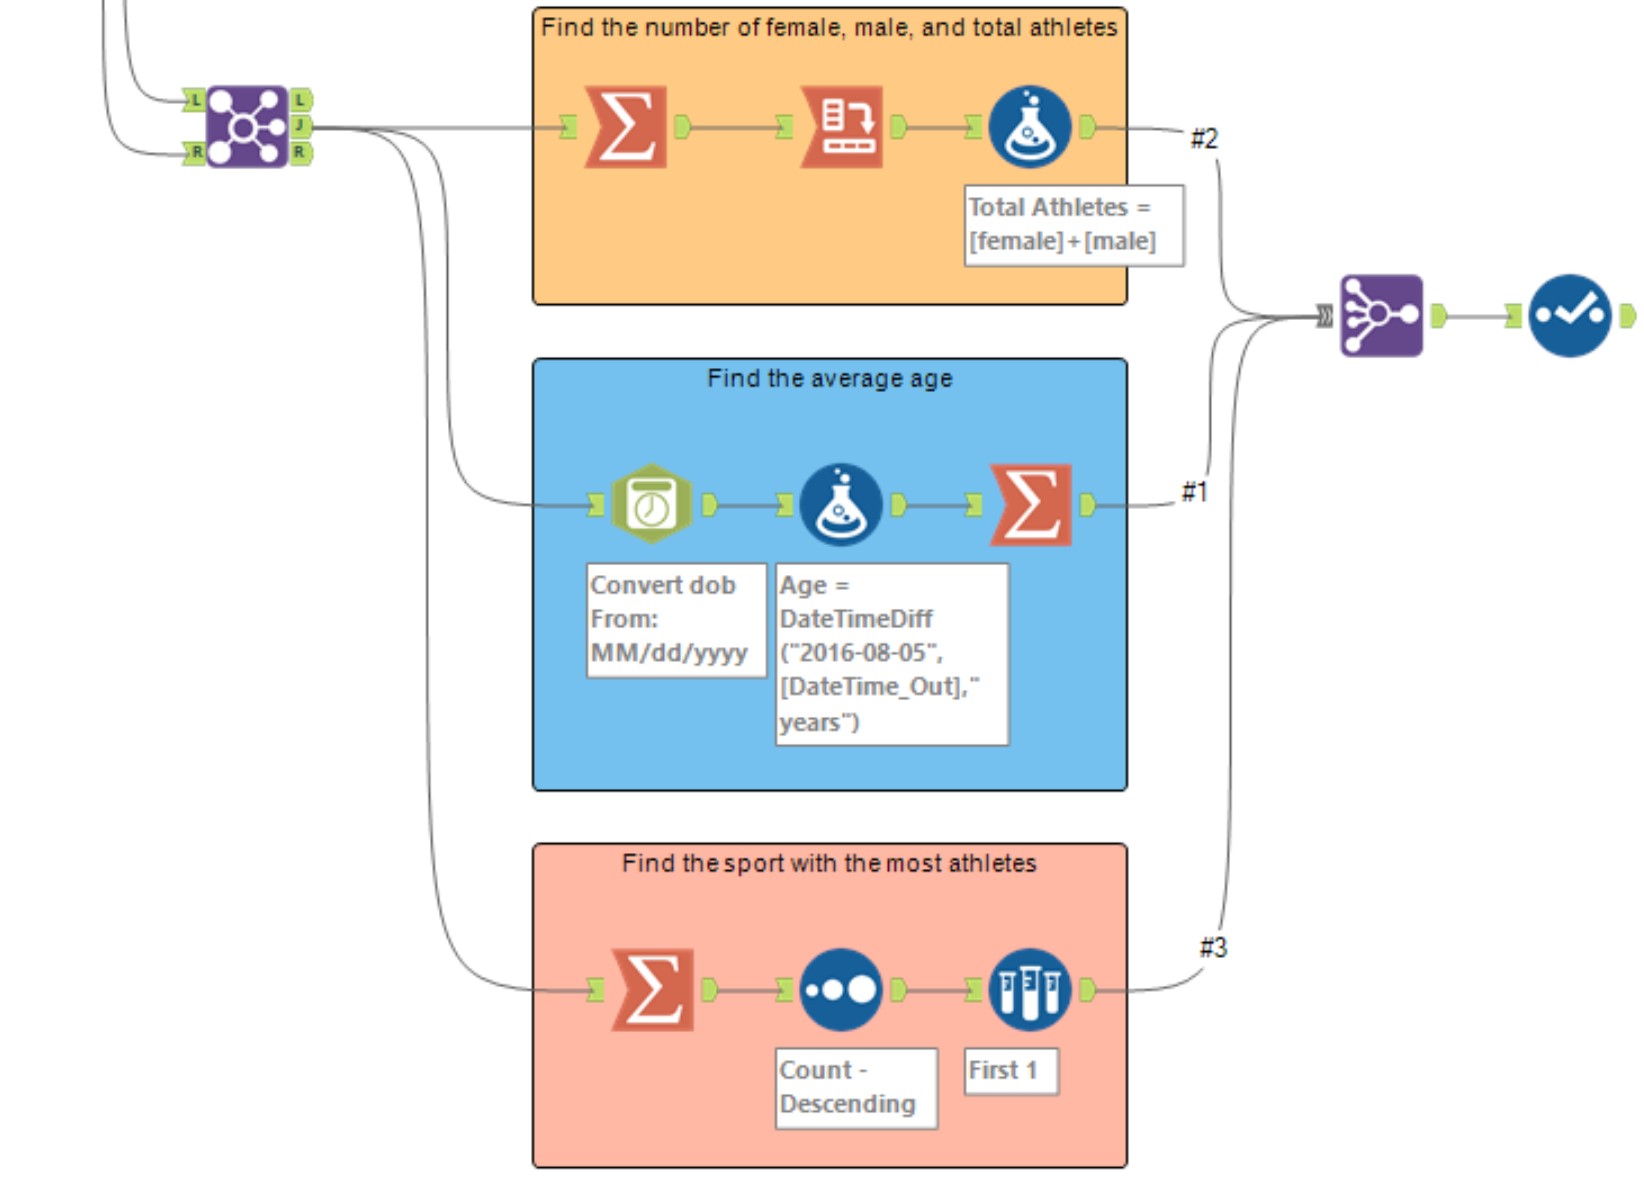 Find the number of female, male, and total athletes
L
L
J
R
R
#2
Total Athletes =
[female]+[male]
Find the average age
#1
Convert dob
From:
MM/dd/yyyy
Age =
DateTimeDiff
("2016-08-05",
[DateTime_Out],"
years")
Find the sport with the most athletes
#3
Count -
Descending
First 1